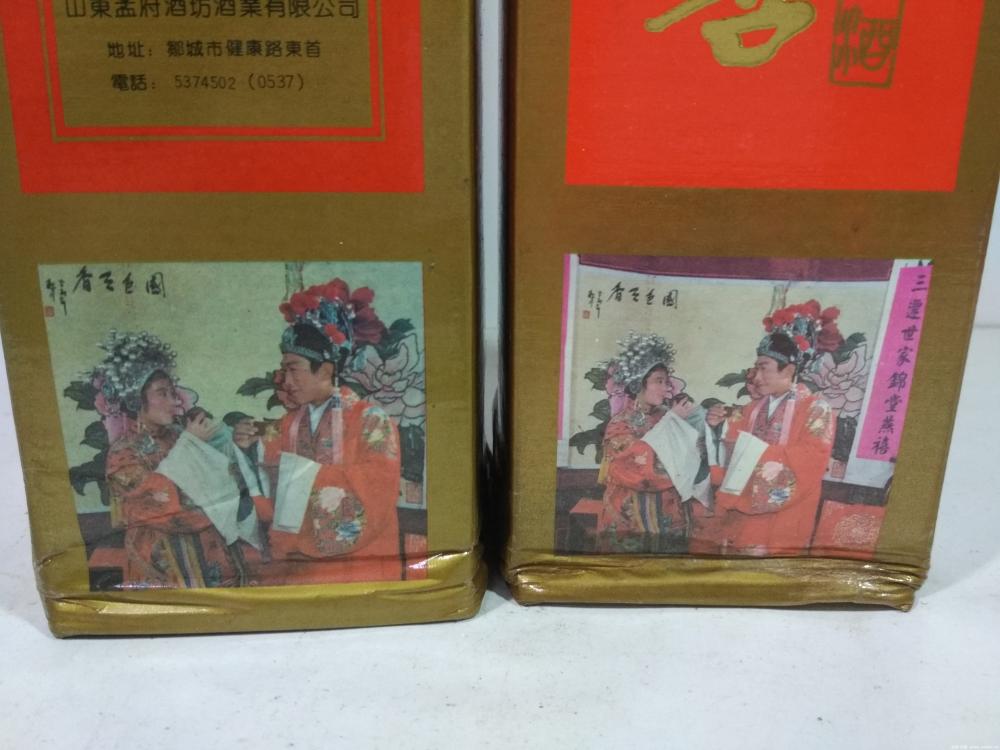 山東孟府酒坊酒業有限公司
地址：鄒城市健康路東首
電話：5374502（0537）
酒
國色天香
國色天香
三遷世家錦堂燕禧